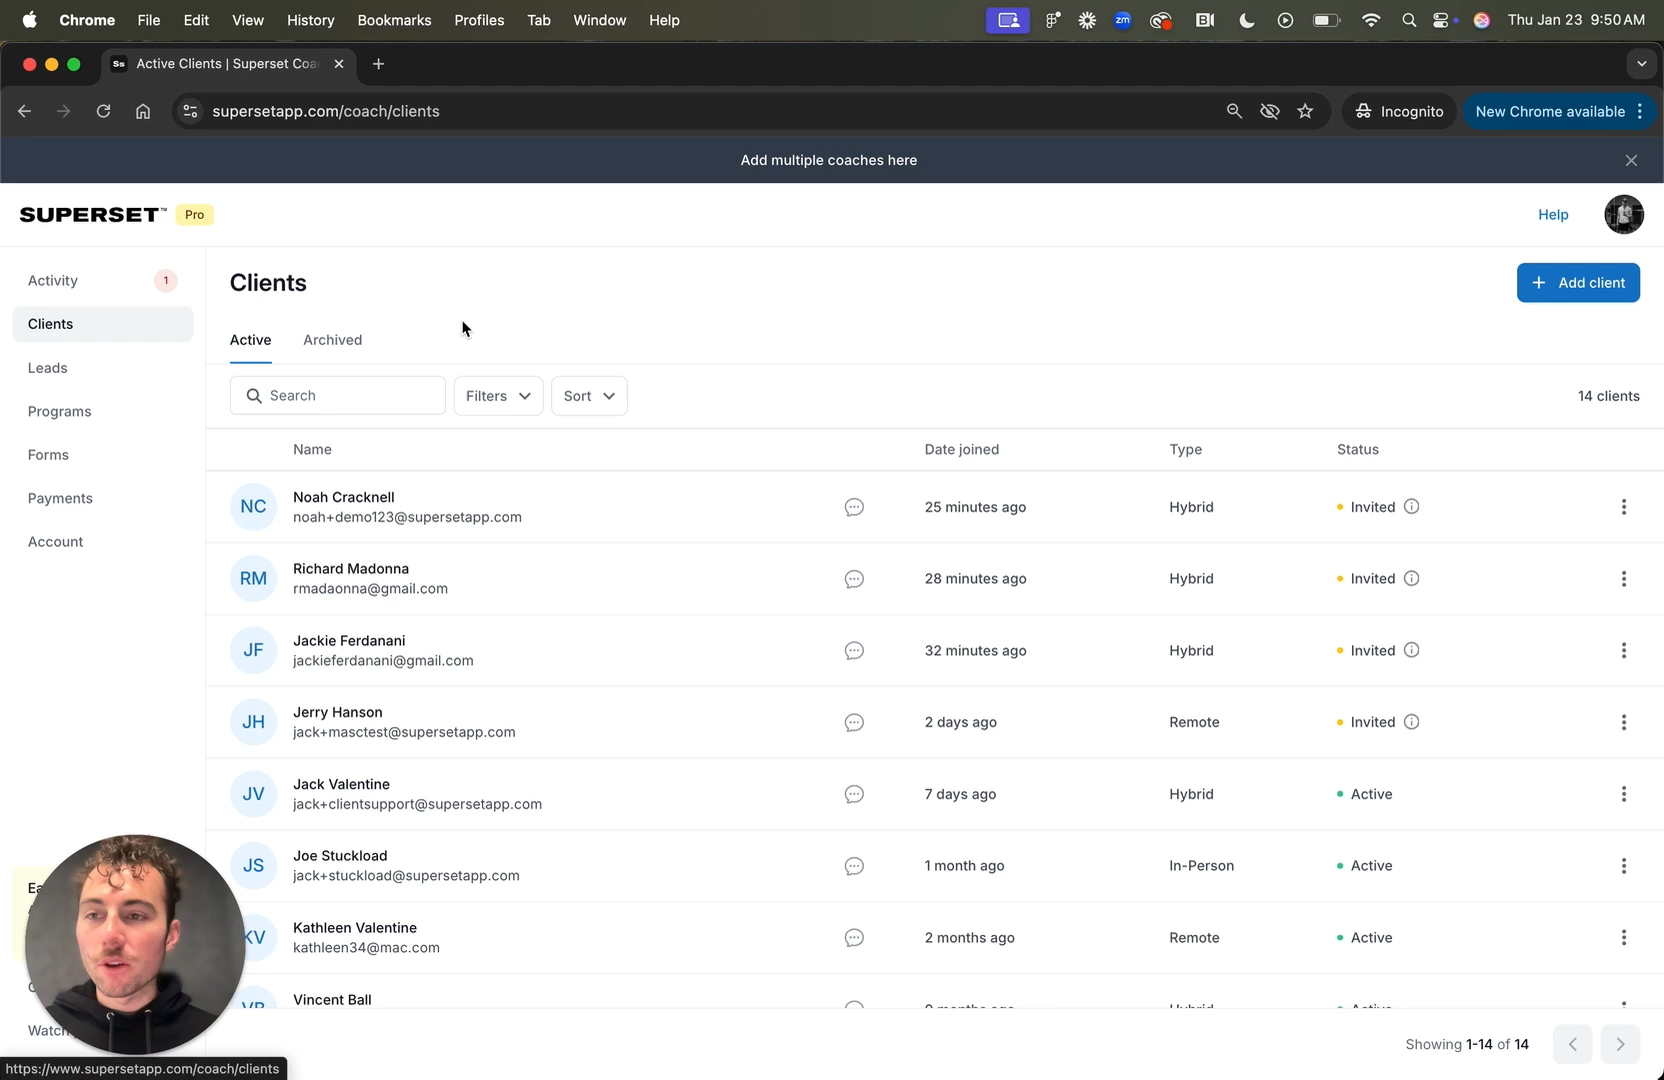 Chrome File Edit View History Bookmarks Profiles Tab Window Help zm Thu Jan 23 9:50 AM
Ss Active Clients | Superset Coa
supersetapp.com/coach/clients Incognito New Chrome available
Add multiple coaches here
SUPERSET™ Pro Help
Activity 1
Clients
Leads
Programs
Forms
Payments
Account
Clients
Add client
Active Archived
Search Filters Sort 14 clients
Name Date joined Type Status
NC Noah Cracknell
noah+demo123@supersetapp.com
25 minutes ago Hybrid Invited
RM Richard Madonna
rmadaonna@gmail.com
28 minutes ago Hybrid Invited
JF Jackie Ferdanani
jackieferdanani@gmail.com
32 minutes ago Hybrid Invited
JH Jerry Hanson
jack+masctest@supersetapp.com
2 days ago Remote Invited
JV Jack Valentine
jack+clientsupport@supersetapp.com
7 days ago Hybrid Active
JS Joe Stuckload
jack+stuckload@supersetapp.com
1 month ago In-Person Active
KV Kathleen Valentine
kathleen34@mac.com
2 months ago Remote Active
Vincent Ball
Watch
Showing 1-14 of 14
https://www.supersetapp.com/coach/clients